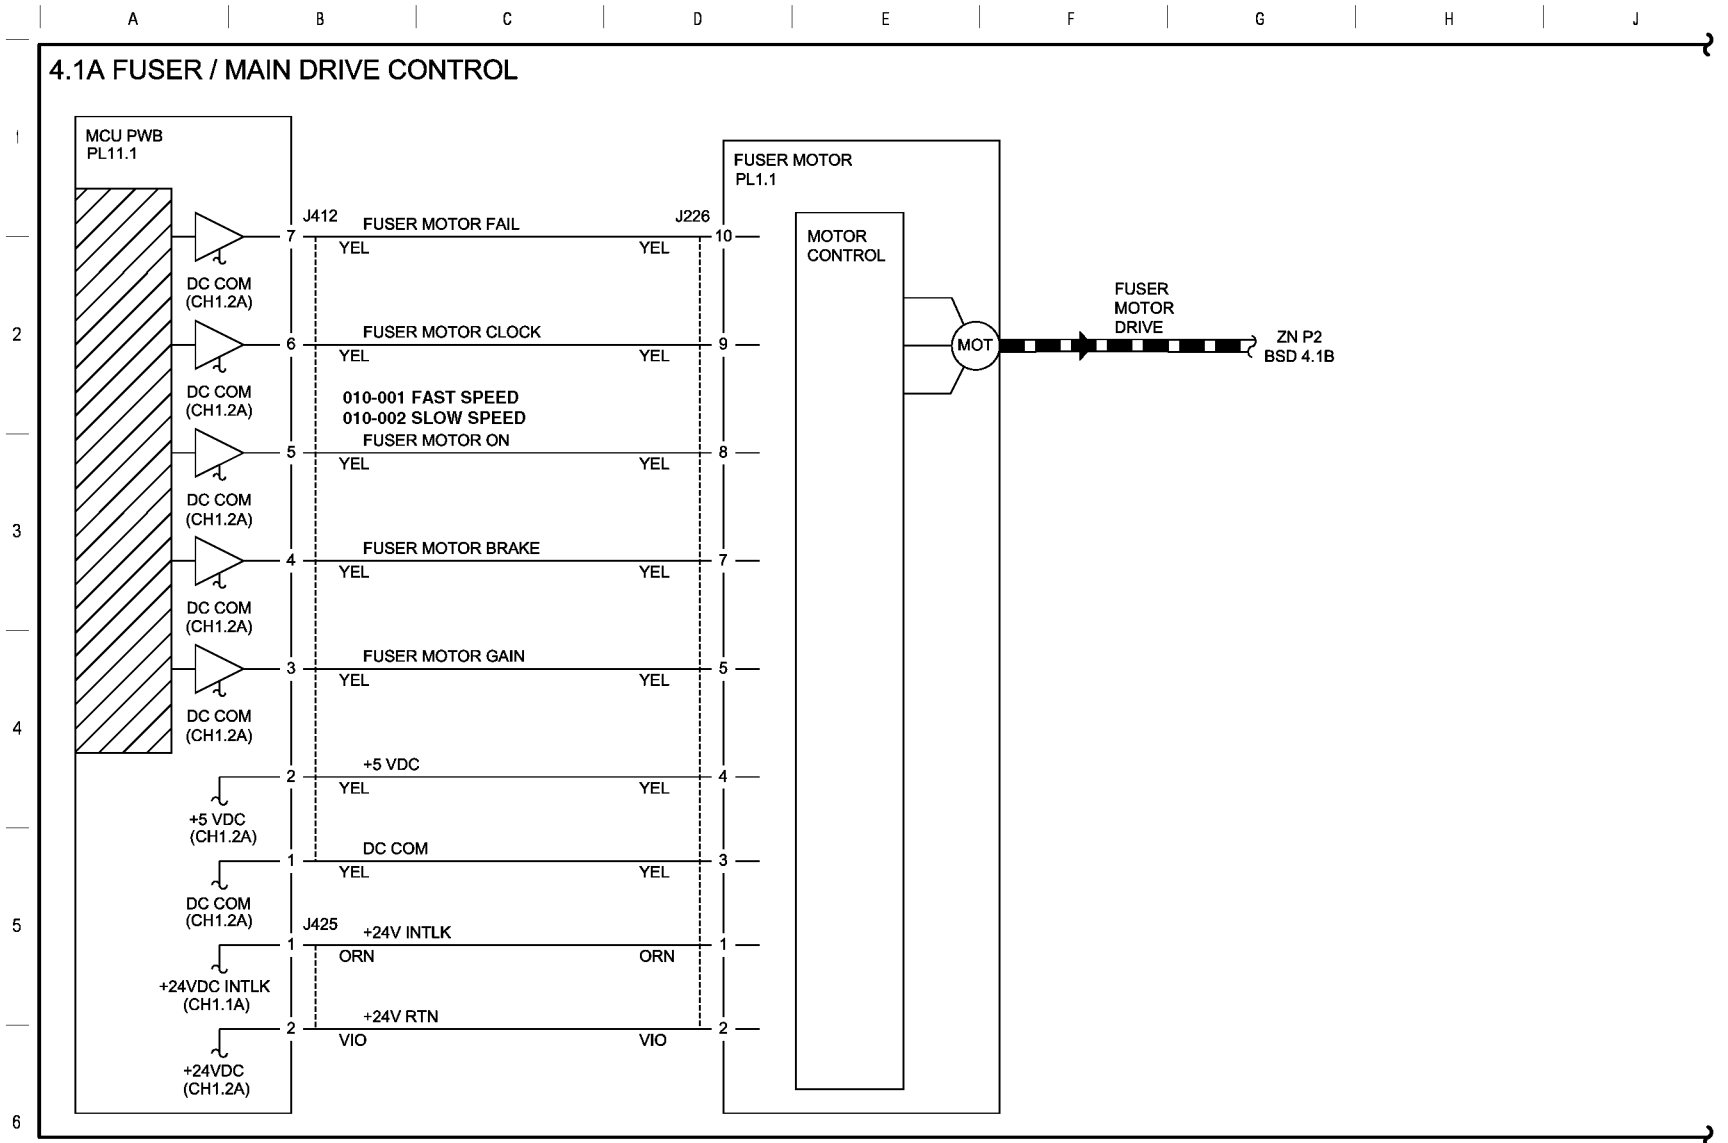 A B C D E F G H J
4.1A FUSER / MAIN DRIVE CONTROL
1
MCU PWB
PL11.1
FUSER MOTOR
PL1.1
J412
FUSER MOTOR FAIL
J226
7
10
YEL
YEL
MOTOR
CONTROL
DC COM
(CH1.2A)
2
FUSER MOTOR CLOCK
6
9
YEL
YEL
MOT
FUSER
MOTOR
DRIVE
ZN P2
BSD 4.1B
DC COM
(CH1.2A)
010-001 FAST SPEED
010-002 SLOW SPEED
FUSER MOTOR ON
5
8
YEL
YEL
DC COM
(CH1.2A)
3
FUSER MOTOR BRAKE
4
7
YEL
YEL
DC COM
(CH1.2A)
FUSER MOTOR GAIN
3
5
YEL
YEL
DC COM
(CH1.2A)
4
+5 VDC
2
4
YEL
YEL
+5 VDC
(CH1.2A)
DC COM
1
3
YEL
YEL
DC COM
(CH1.2A)
5
J425
+24V INTLK
1
1
ORN
ORN
+24VDC INTLK
(CH1.1A)
+24V RTN
2
2
VIO
VIO
+24VDC
(CH1.2A)
6